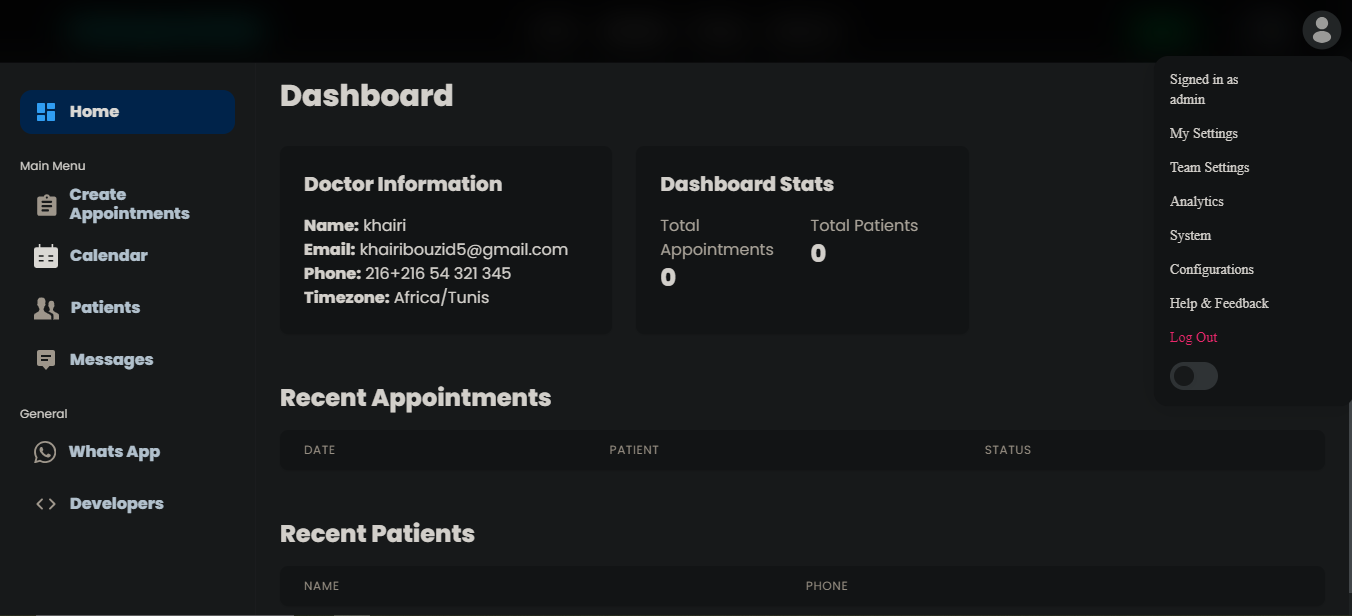 Home
Main Menu
Create
Appointments
Calendar
Patients
Messages
General
Whats App
Developers
Dashboard
Doctor Information
Name: khairi
Email: khairibouzid5@gmail.com
Phone: 216+216 54 321 345
Timezone: Africa/Tunis
Dashboard Stats
Total
Appointments
0
Total Patients
0
Recent Appointments
DATE PATIENT STATUS
Recent Patients
NAME PHONE
Signed in as
admin
My Settings
Team Settings
Analytics
System
Configurations
Help & Feedback
Log Out